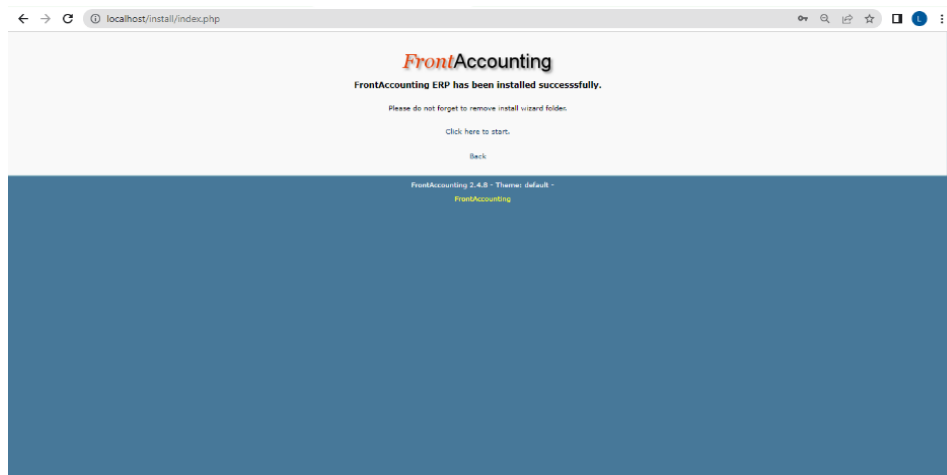 localhost/install/index.php
L
FrontAccounting
FrontAccounting ERP has been installed successsfully.
Please do not forget to remove install wizard folder.
Click here to start.
Back
FrontAccounting 2.4.8 - Theme: default -
FrontAccounting